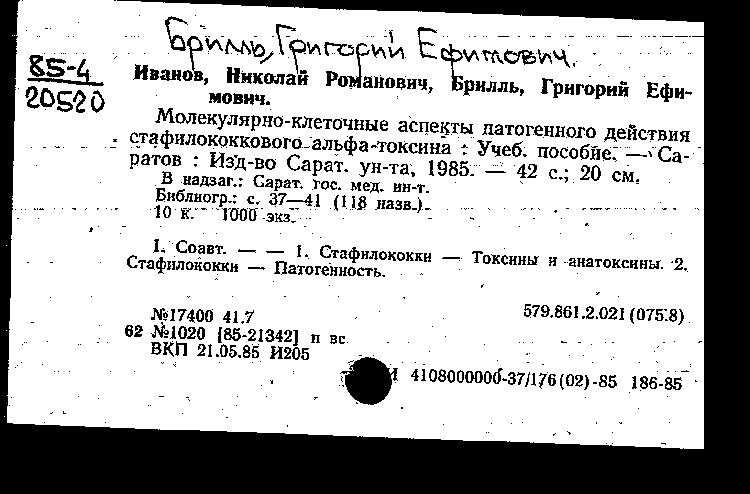 Брилль, Григорий Ефимович.
85-4
20520
Иванов, Николай Романович, Брилль, Григорий Ефи-
мович.
Молекулярно-клеточные аспекты патогенного действия
стафилококкового альфа-токсина : Учеб. пособие. — Са-
ратов : Изд-во Сарат. ун-та, 1985. — 42 с.; 20 см.
В надзаг.: Сарат. гос. мед. ин-т.
Библиогр.: с. 37—41 (118 назв.).
10 к. 1000 экз.
I. Соавт. — — 1. Стафилококки — Токсины и анатоксины. 2.
Стафилококки — Патогенность.
№17400 41.7 579.861.2.021 (075.8)
62 №1020 [85-21342] п вс
ВКП 21.05.85 И205
И 4108000000-37/176(02)-85 186-85